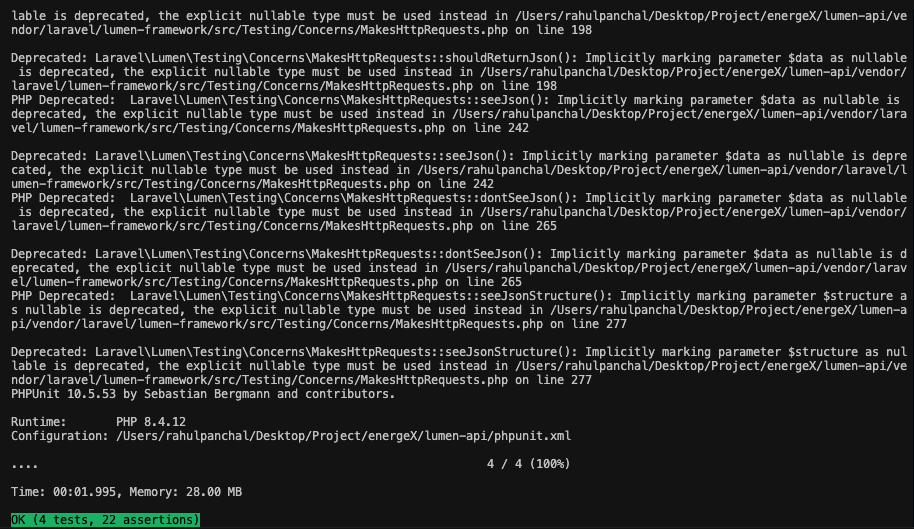 lable is deprecated, the explicit nullable type must be used instead in /Users/rahulpanchal/Desktop/Project/energeX/lumen-api/ve
ndor/laravel/lumen-framework/src/Testing/Concerns/MakesHttpRequests.php on line 198
Deprecated: Laravel\Lumen\Testing\Concerns\MakesHttpRequests::shouldReturnJson(): Implicitly marking parameter $data as nullable
 is deprecated, the explicit nullable type must be used instead in /Users/rahulpanchal/Desktop/Project/energeX/lumen-api/vendor/
laravel/lumen-framework/src/Testing/Concerns/MakesHttpRequests.php on line 198
PHP Deprecated:  Laravel\Lumen\Testing\Concerns\MakesHttpRequests::seeJson(): Implicitly marking parameter $data as nullable is
deprecated, the explicit nullable type must be used instead in /Users/rahulpanchal/Desktop/Project/energeX/lumen-api/vendor/lara
vel/lumen-framework/src/Testing/Concerns/MakesHttpRequests.php on line 242
Deprecated: Laravel\Lumen\Testing\Concerns\MakesHttpRequests::seeJson(): Implicitly marking parameter $data as nullable is depre
cated, the explicit nullable type must be used instead in /Users/rahulpanchal/Desktop/Project/energeX/lumen-api/vendor/laravel/l
umen-framework/src/Testing/Concerns/MakesHttpRequests.php on line 242
PHP Deprecated:  Laravel\Lumen\Testing\Concerns\MakesHttpRequests::dontSeeJson(): Implicitly marking parameter $data as nullable
 is deprecated, the explicit nullable type must be used instead in /Users/rahulpanchal/Desktop/Project/energeX/lumen-api/vendor/
laravel/lumen-framework/src/Testing/Concerns/MakesHttpRequests.php on line 265
Deprecated: Laravel\Lumen\Testing\Concerns\MakesHttpRequests::dontSeeJson(): Implicitly marking parameter $data as nullable is d
eprecated, the explicit nullable type must be used instead in /Users/rahulpanchal/Desktop/Project/energeX/lumen-api/vendor/larav
el/lumen-framework/src/Testing/Concerns/MakesHttpRequests.php on line 265
PHP Deprecated:  Laravel\Lumen\Testing\Concerns\MakesHttpRequests::seeJsonStructure(): Implicitly marking parameter $structure a
s nullable is deprecated, the explicit nullable type must be used instead in /Users/rahulpanchal/Desktop/Project/energeX/lumen-a
pi/vendor/laravel/lumen-framework/src/Testing/Concerns/MakesHttpRequests.php on line 277
Deprecated: Laravel\Lumen\Testing\Concerns\MakesHttpRequests::seeJsonStructure(): Implicitly marking parameter $structure as nul
lable is deprecated, the explicit nullable type must be used instead in /Users/rahulpanchal/Desktop/Project/energeX/lumen-api/ve
ndor/laravel/lumen-framework/src/Testing/Concerns/MakesHttpRequests.php on line 277
PHPUnit 10.5.53 by Sebastian Bergmann and contributors.
Runtime:       PHP 8.4.12
Configuration: /Users/rahulpanchal/Desktop/Project/energeX/lumen-api/phpunit.xml
....                                                                4 / 4 (100%)
Time: 00:01.995, Memory: 28.00 MB
OK (4 tests, 22 assertions)